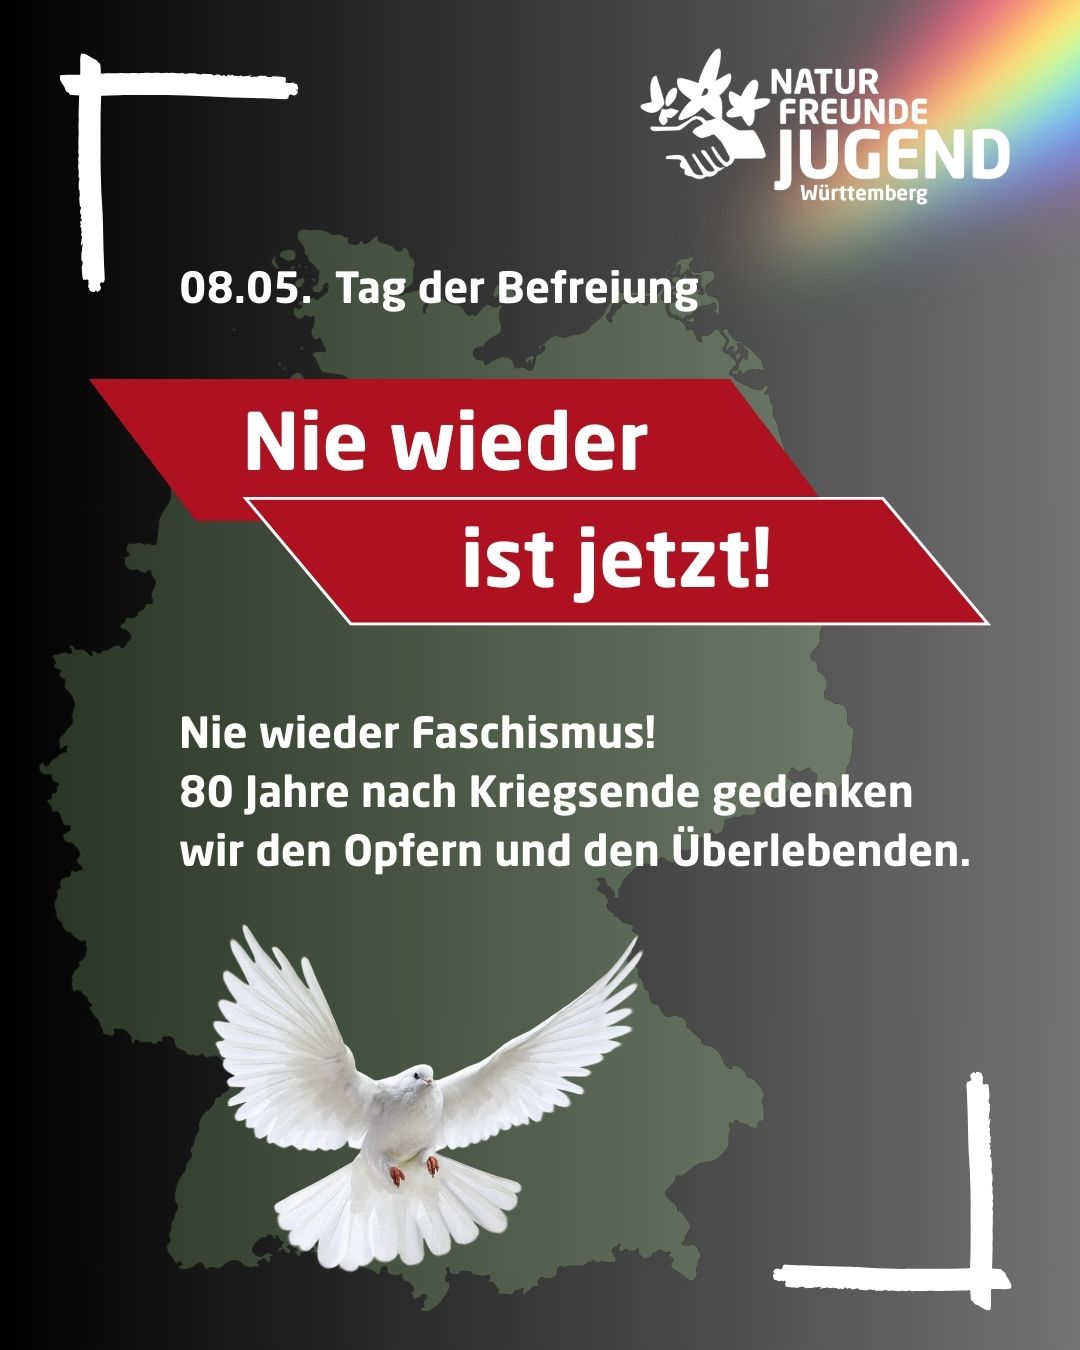 NATUR
FREUNDE
JUGEND
Württemberg
08.05. Tag der Befreiung
Nie wieder
ist jetzt!
Nie wieder Faschismus!
80 Jahre nach Kriegsende gedenken
wir den Opfern und den Überlebenden.